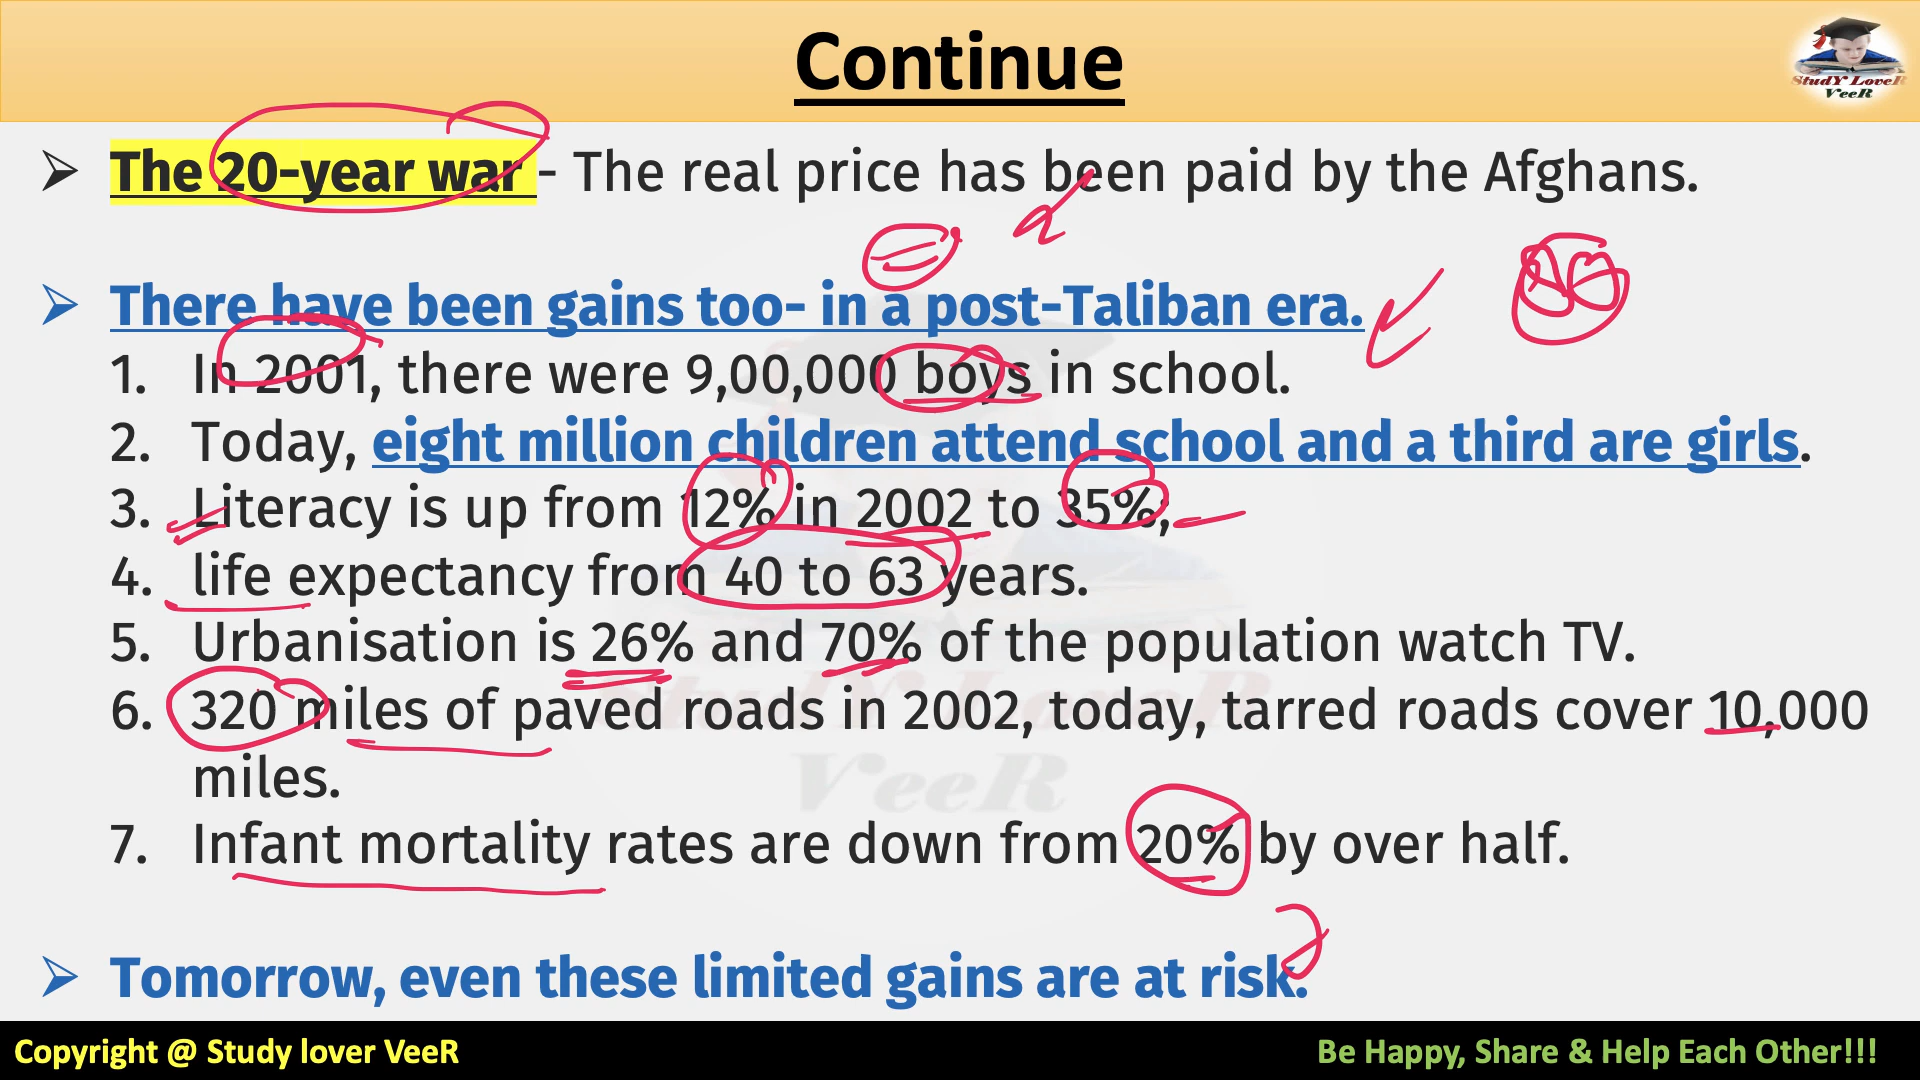 Continue
StudY LoveR
VeeR
The 20-year war - The real price has been paid by the Afghans.
There have been gains too- in a post-Taliban era.
1. In 2001, there were 9,00,000 boys in school.
2. Today, eight million children attend school and a third are girls.
3. Literacy is up from 12% in 2002 to 35%;
4. life expectancy from 40 to 63 years.
5. Urbanisation is 26% and 70% of the population watch TV.
6. 320 miles of paved roads in 2002, today, tarred roads cover 10,000
miles.
7. Infant mortality rates are down from 20% by over half.
StudY LoveR
VeeR
Tomorrow, even these limited gains are at risk.
Copyright @ Study lover VeeR
Be Happy, Share & Help Each Other!!!